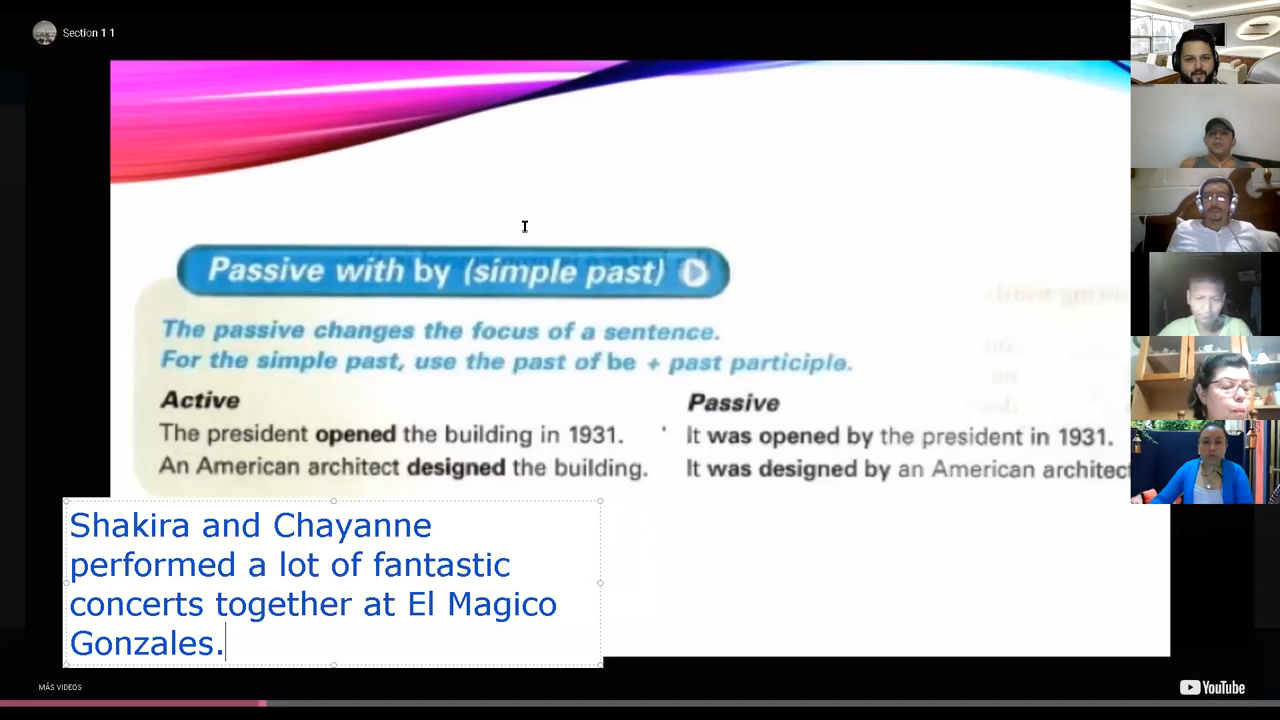 Section 1 1
Passive with by (simple past)
The passive changes the focus of a sentence.
For the simple past, use the past of be + past participle.
Active
The president opened the building in 1931.
An American architect designed the building.
Passive
It was opened by the president in 1931.
It was designed by an American architect
Shakira and Chayanne
performed a lot of fantastic
concerts together at El Magico
Gonzales.
MÁS VIDEOS
YouTube